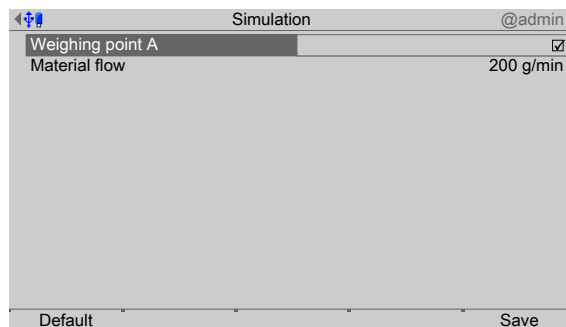 Simulation @admin
Weighing point A ☑
Material flow 200 g/min
Default Save